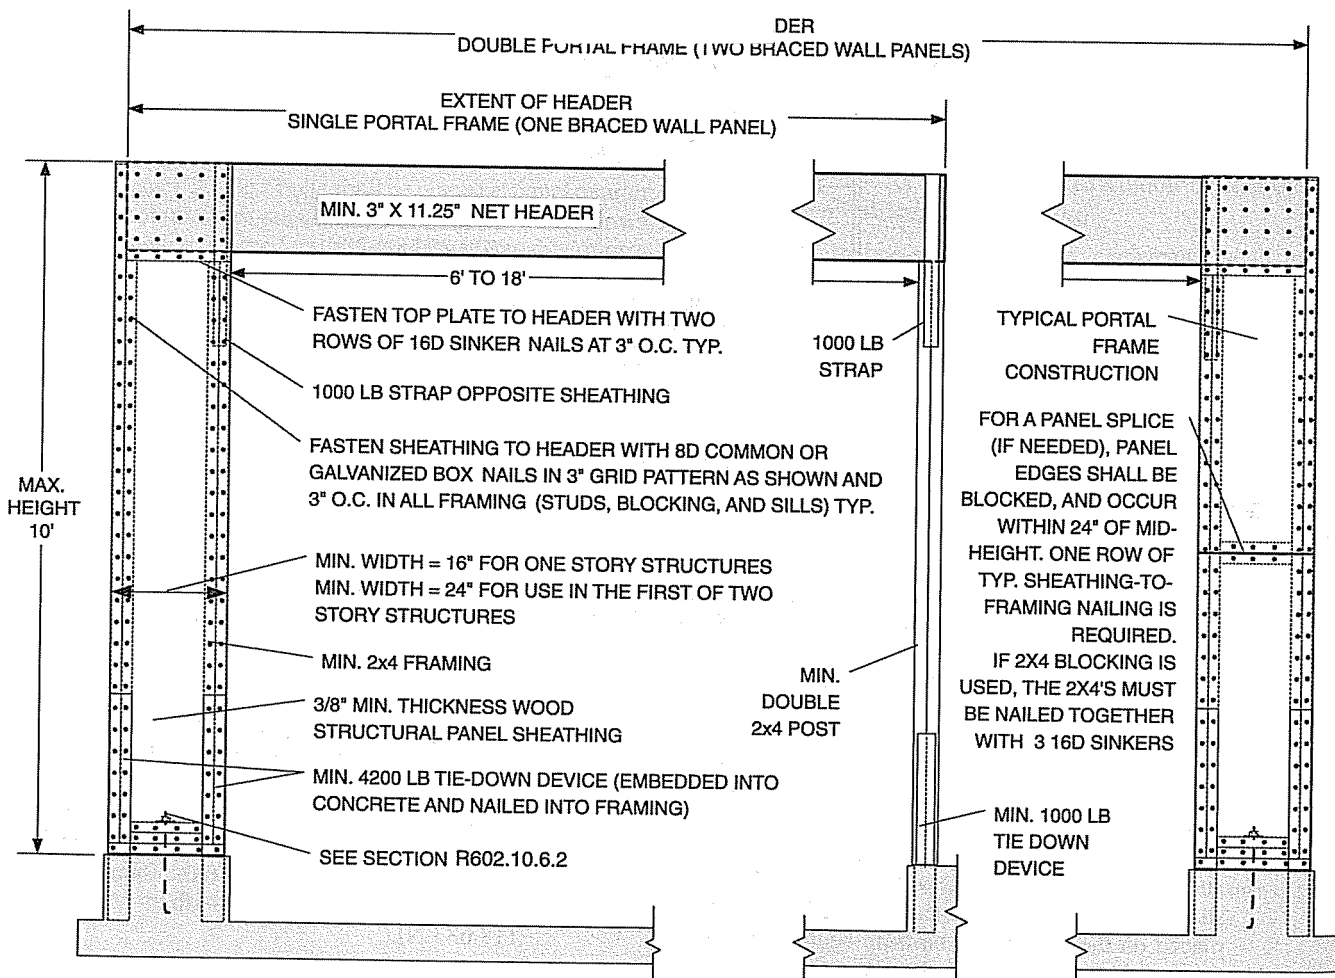 DER
DOUBLE PORTAL FRAME (TWO BRACED WALL PANELS)
EXTENT OF HEADER
SINGLE PORTAL FRAME (ONE BRACED WALL PANEL)
MIN. 3" X 11.25" NET HEADER
6' TO 18'
FASTEN TOP PLATE TO HEADER WITH TWO
ROWS OF 16D SINKER NAILS AT 3" O.C. TYP.
1000 LB STRAP OPPOSITE SHEATHING
FASTEN SHEATHING TO HEADER WITH 8D COMMON OR
GALVANIZED BOX NAILS IN 3" GRID PATTERN AS SHOWN AND
3" O.C. IN ALL FRAMING (STUDS, BLOCKING, AND SILLS) TYP.
MAX.
HEIGHT
10'
MIN. WIDTH = 16" FOR ONE STORY STRUCTURES
MIN. WIDTH = 24" FOR USE IN THE FIRST OF TWO
STORY STRUCTURES
MIN. 2x4 FRAMING
3/8" MIN. THICKNESS WOOD
STRUCTURAL PANEL SHEATHING
MIN. 4200 LB TIE-DOWN DEVICE (EMBEDDED INTO
CONCRETE AND NAILED INTO FRAMING)
SEE SECTION R602.10.6.2
1000 LB
STRAP
MIN.
DOUBLE
2x4 POST
TYPICAL PORTAL
FRAME
CONSTRUCTION
FOR A PANEL SPLICE
(IF NEEDED), PANEL
EDGES SHALL BE
BLOCKED, AND OCCUR
WITHIN 24" OF MID-
HEIGHT. ONE ROW OF
TYP. SHEATHING-TO-
FRAMING NAILING IS
REQUIRED.
IF 2X4 BLOCKING IS
USED, THE 2X4'S MUST
BE NAILED TOGETHER
WITH 3 16D SINKERS
MIN. 1000 LB
TIE DOWN
DEVICE